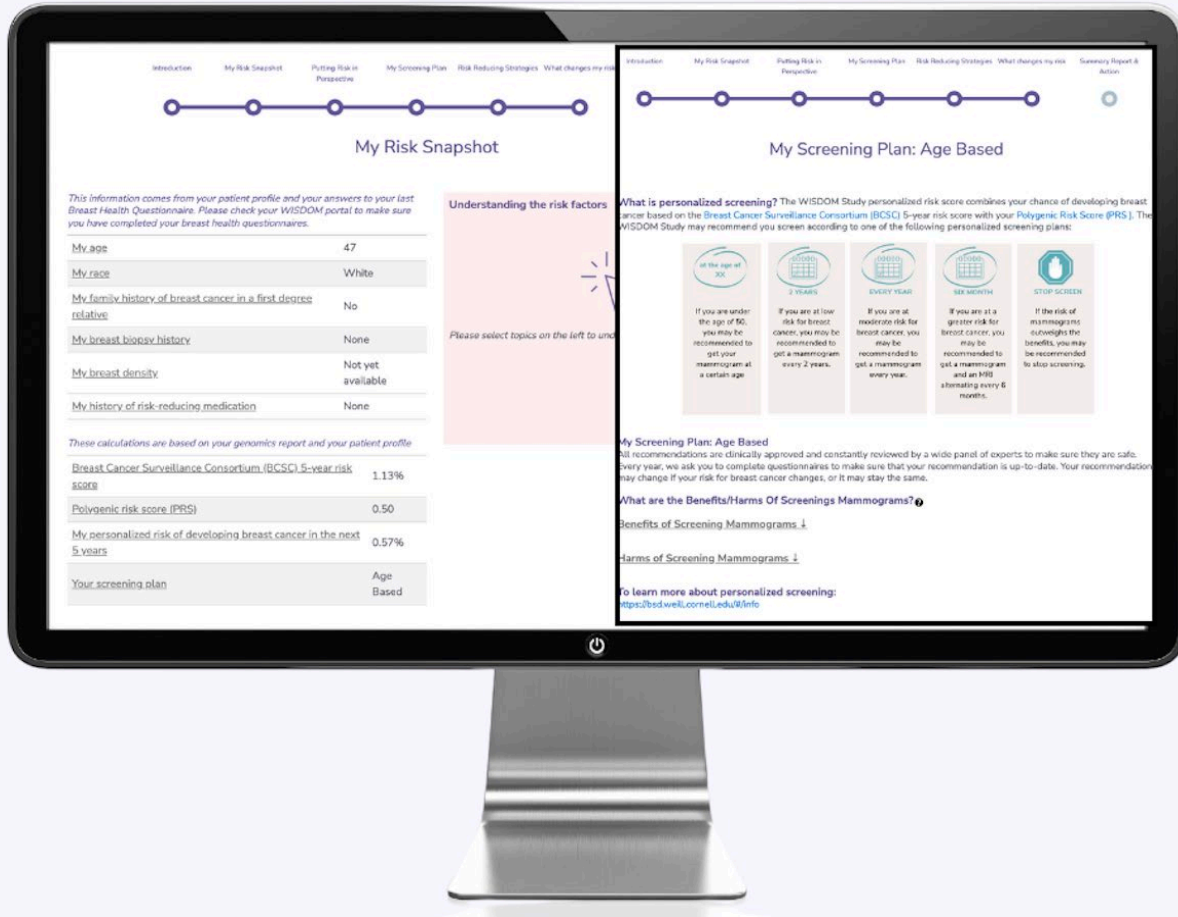 Introduction
My Risk Snapshot
Putting Risk in
Perspective
My Screening Plan
Risk Reducing Strategies
What changes my risk
My Risk Snapshot
This information comes from your patient profile and your answers to your last
Breast Health Questionnaire. Please check your WISDOM portal to make sure
you have completed your breast health questionnaires.
My age 47
My race White
My family history of breast cancer in a first degree
relative
No
My breast biopsy history None
My breast density
Not yet
available
My history of risk-reducing medication None
These calculations are based on your genomics report and your patient profile
Breast Cancer Surveillance Consortium (BCSC) 5-year risk
score
1.13%
Polygenic risk score (PRS) 0.50
My personalized risk of developing breast cancer in the next
5 years
0.57%
Your screening plan
Age
Based
Understanding the risk factors
Please select topics on the left to und
Introduction
My Risk Snapshot
Putting Risk in
Perspective
My Screening Plan
Risk Reducing Strategies
What changes my risk
Summary Report &
Action
My Screening Plan: Age Based
What is personalized screening? The WISDOM Study personalized risk score combines your chance of developing breast
cancer based on the Breast Cancer Surveillance Consortium (BCSC) 5-year risk score with your Polygenic Risk Score (PRS ). The
WISDOM Study may recommend you screen according to one of the following personalized screening plans:
at the age of
XX
If you are under
the age of 50,
you may be
recommended to
get your
mammogram at
a certain age
2 YEARS
If you are at low
risk for breast
cancer, you may be
recommended to
get a mammogram
every 2 years.
EVERY YEAR
If you are at
moderate risk for
breast cancer, you
may be
recommended to
get a mammogram
every year.
SIX MONTH
If you are at a
greater risk for
breast cancer, you
may be
recommended to
get a mammogram
and an MRI
alternating every 6
months.
STOP SCREEN
If the risk of
mammograms
outweighs the
benefits, you may
be recommended
to stop screening.
My Screening Plan: Age Based
All recommendations are clinically approved and constantly reviewed by a wide panel of experts to make sure they are safe.
Every year, we ask you to complete questionnaires to make sure that your recommendation is up-to-date. Your recommendation
may change if your risk for breast cancer changes, or it may stay the same.
What are the Benefits/Harms Of Screenings Mammograms? ?
Benefits of Screening Mammograms ↓
Harms of Screening Mammograms ↓
To learn more about personalized screening:
https://bsd.weill.cornell.edu/#/info